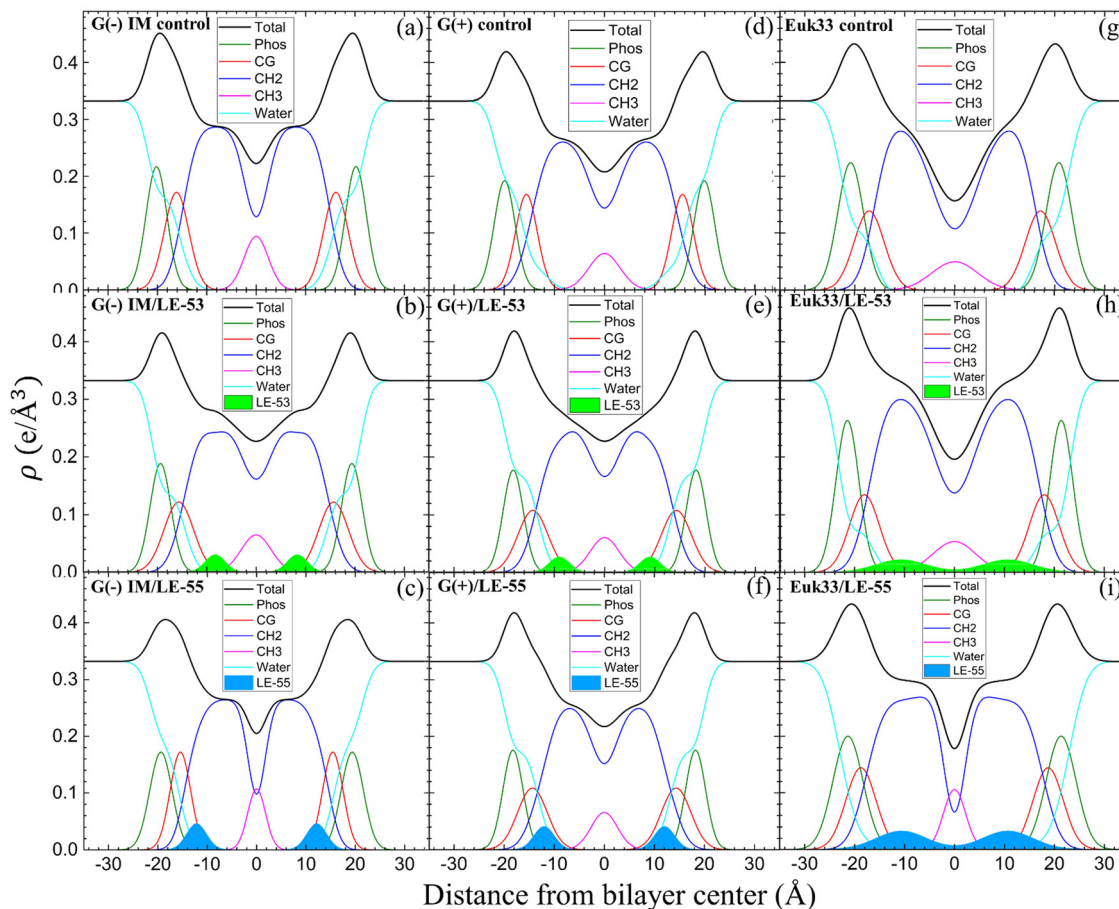 G(-) IM control
(a)
Total
Phos
CG
CH2
CH3
Water
G(+) control
(d)
Total
Phos
CG
CH2
CH3
Water
Euk33 control
(g)
Total
Phos
CG
CH2
CH3
Water
0.4
0.3
0.2
0.1
0.0
G(-) IM/LE-53
(b)
Total
Phos
CG
CH2
CH3
Water
LE-53
G(+)/LE-53
(e)
Total
Phos
CG
CH2
CH3
Water
LE-53
Euk33/LE-53
(h)
Total
Phos
CG
CH2
CH3
Water
LE-53
0.4
0.3
0.2
0.1
0.0
ρ (e/Å³)
G(-) IM/LE-55
(c)
Total
Phos
CG
CH2
CH3
Water
LE-55
G(+)/LE-55
(f)
Total
Phos
CG
CH2
CH3
Water
LE-55
Euk33/LE-55
(i)
Total
Phos
CG
CH2
CH3
Water
LE-55
0.4
0.3
0.2
0.1
0.0
-30 -20 -10 0 10 20 30
-30 -20 -10 0 10 20 30
-30 -20 -10 0 10 20 30
Distance from bilayer center (Å)